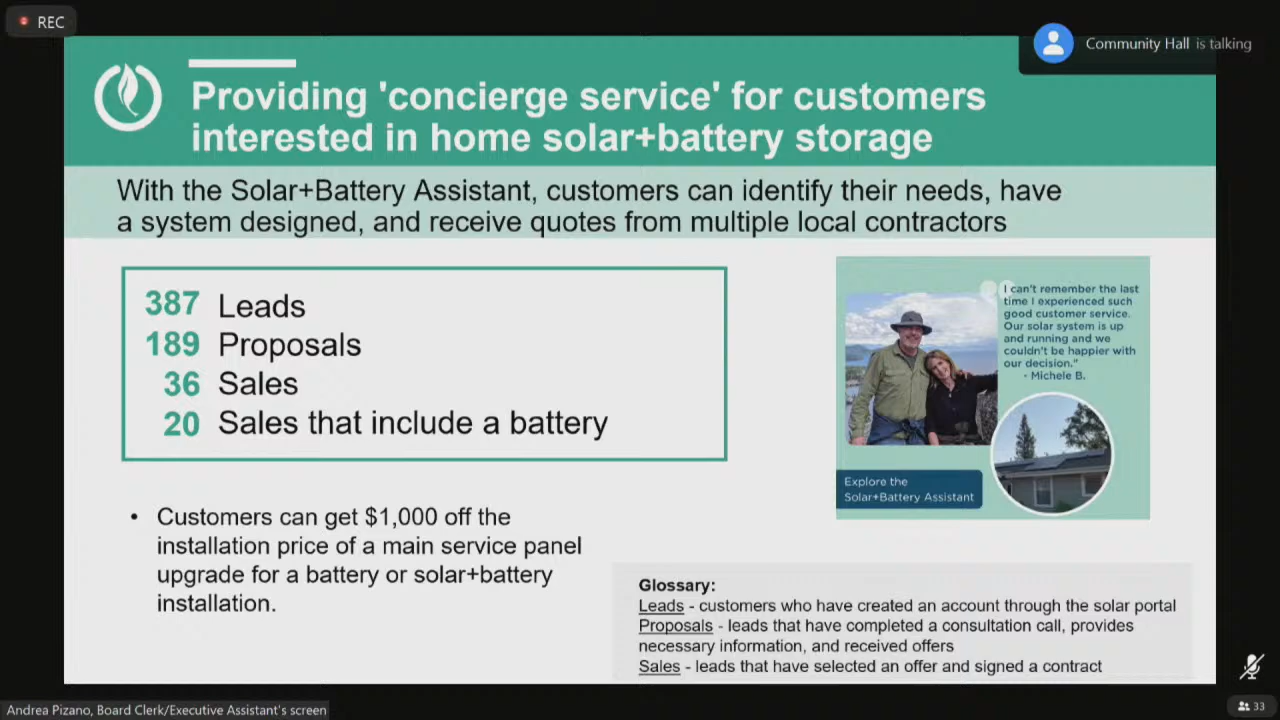 REC
Community Hall is talking
Providing 'concierge service' for customers
interested in home solar+battery storage
With the Solar+Battery Assistant, customers can identify their needs, have
a system designed, and receive quotes from multiple local contractors
387 Leads
189 Proposals
36 Sales
20 Sales that include a battery
I can't remember the last
time I experienced such
good customer service.
Our solar system is up
and running and we
couldn't be happier with
our decision."
- Michele B.
Explore the
Solar+Battery Assistant
• Customers can get $1,000 off the
installation price of a main service panel
upgrade for a battery or solar+battery
installation.
Glossary:
Leads - customers who have created an account through the solar portal
Proposals - leads that have completed a consultation call, provides
necessary information, and received offers
Sales - leads that have selected an offer and signed a contract
Andrea Pizano, Board Clerk/Executive Assistant's screen
33